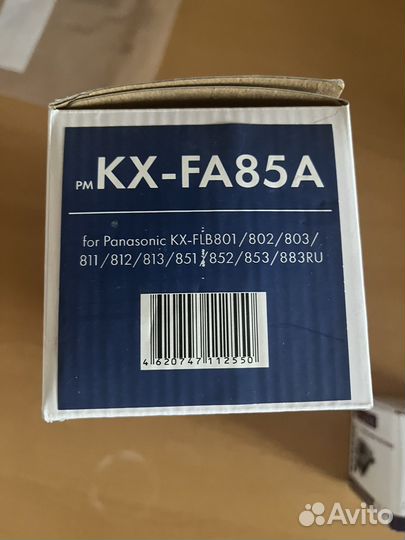 PM KX-FA85A
for Panasonic KX-FLB801/802/803/
811/812/813/851/852/853/883RU
4 620747 112550
Avito